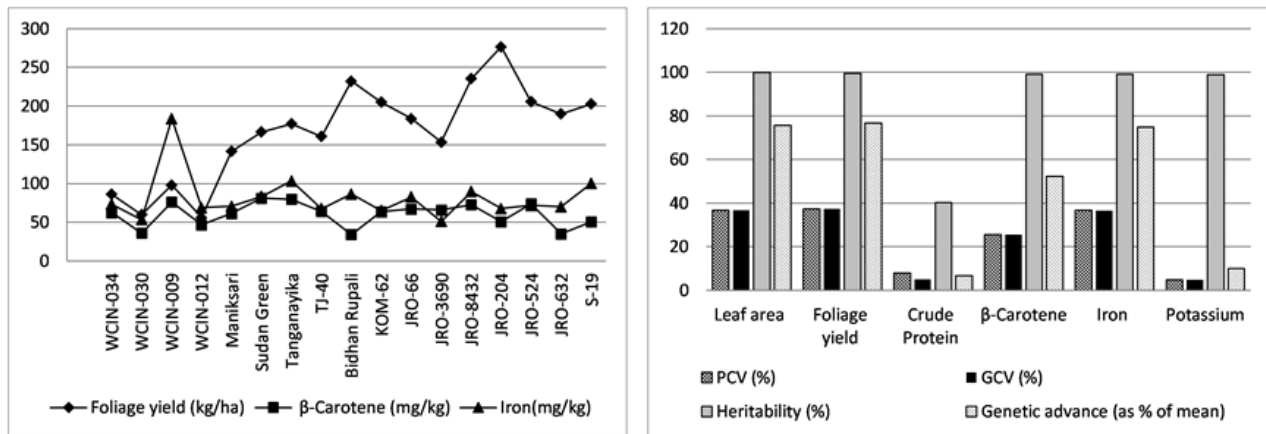 300
250
200
150
100
50
0
WCIN-034
WCIN-030
WCIN-009
WCIN-012
Maniksari
Sudan Green
Tanganayika
TJ-40
Bidhan Rupali
KOM-62
JRO-66
JRO-3690
JRO-8432
JRO-204
JRO-524
JRO-632
S-19
Foliage yield (kg/ha) β-Carotene (mg/kg) Iron(mg/kg)
120
100
80
60
40
20
0
Leaf area Foliage yield Crude Protein β-Carotene Iron Potassium
PCV (%) GCV (%)
Heritability (%) Genetic advance (as % of mean)